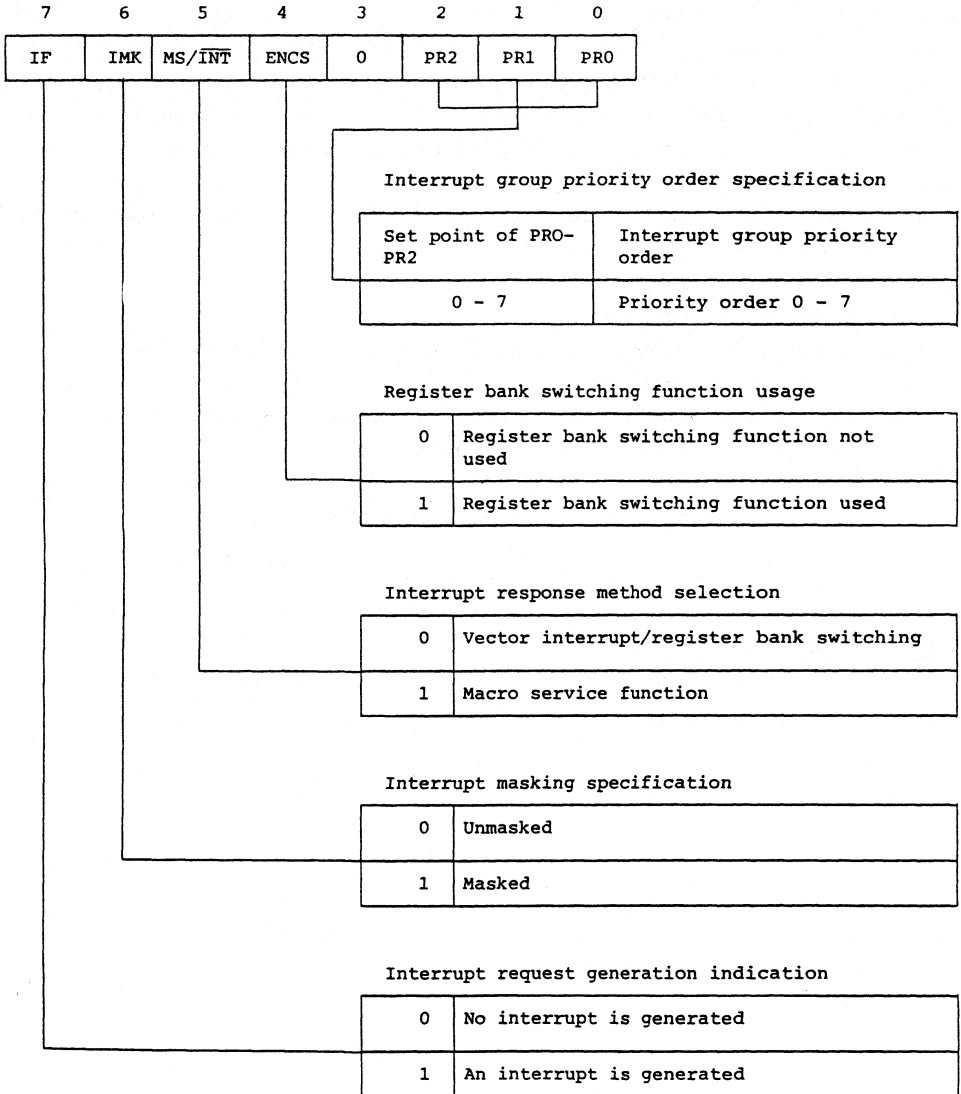 7 6 5 4 3 2 1 0
IF IMK MS/I̅N̅T̅ ENCS 0 PR2 PR1 PR0
Interrupt group priority order specification
Set point of PR0-
PR2
Interrupt group priority
order
0 - 7 Priority order 0 - 7
Register bank switching function usage
0 Register bank switching function not
used
1 Register bank switching function used
Interrupt response method selection
0 Vector interrupt/register bank switching
1 Macro service function
Interrupt masking specification
0 Unmasked
1 Masked
Interrupt request generation indication
0 No interrupt is generated
1 An interrupt is generated